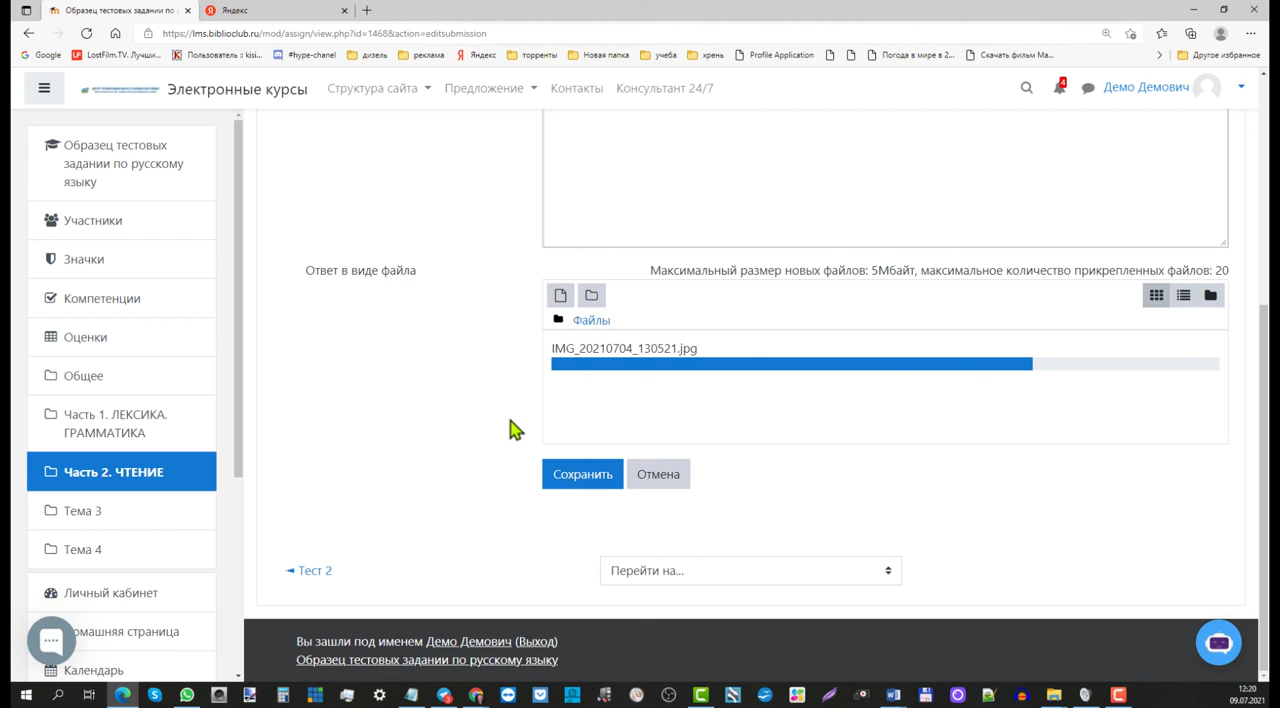 Образец тестовых задании по
Яндекс
https://lms.biblioclub.ru/mod/assign/view.php?id=1468&action=editsubmission
Google
LostFilm.TV. Лучши...
Пользователь :: kisi...
#hype-chanel
дизель
реклама
Яндекс
торренты
Новая папка
учеба
хрень
Profile Application
Погода в мире в 2...
Скачать фильм Ма...
Другое избранное
Электронные курсы
Структура сайта
Предложение
Контакты
Консультант 24/7
4
Демо Демович
Образец тестовых
задании по русскому
языку
Участники
Значки
Компетенции
Оценки
Общее
Часть 1. ЛЕКСИКА.
ГРАММАТИКА
Часть 2. ЧТЕНИЕ
Тема 3
Тема 4
Личный кабинет
домашняя страница
Календарь
Ответ в виде файла
Максимальный размер новых файлов: 5Мбайт, максимальное количество прикрепленных файлов: 20
Файлы
IMG_20210704_130521.jpg
Сохранить
Отмена
◄ Тест 2
Перейти на...
Вы зашли под именем Демо Демович (Выход)
Образец тестовых задании по русскому языку
12:20
09.07.2021